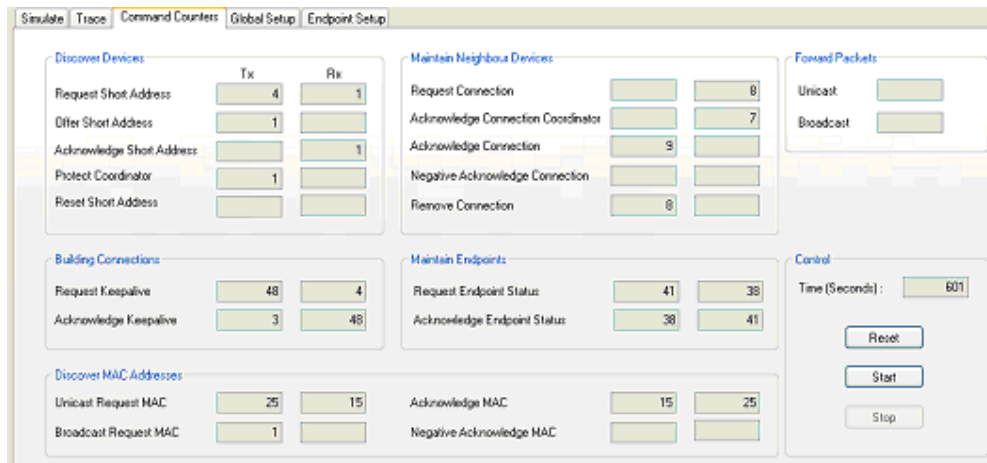 Simulate Trace Command Counters Global Setup Endpoint Setup
Discover Devices
Tx Rx
Request Short Address 4 1
Offer Short Address 1
Acknowledge Short Address 1
Protect Coordinator 1
Reset Short Address
Maintain Neighbour Devices
Request Connection 8
Acknowledge Connection Coordinator 7
Acknowledge Connection 9
Negative Acknowledge Connection
Remove Connection 8
Forward Packets
Unicast
Broadcast
Building Connections
Request Keepalive 48 4
Acknowledge Keepalive 3 48
Maintain Endpoints
Request Endpoint Status 41 38
Acknowledge Endpoint Status 38 41
Control
Time (Seconds) : 601
Reset
Start
Stop
Discover MAC Addresses
Unicast Request MAC 25 15
Broadcast Request MAC 1
Acknowledge MAC 15 25
Negative Acknowledge MAC